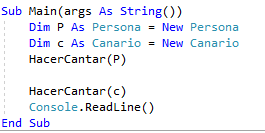 Sub Main(args As String())
Dim P As Persona = New Persona
Dim c As Canario = New Canario
HacerCantar(P)
HacerCantar(c)
Console.ReadLine()
End Sub